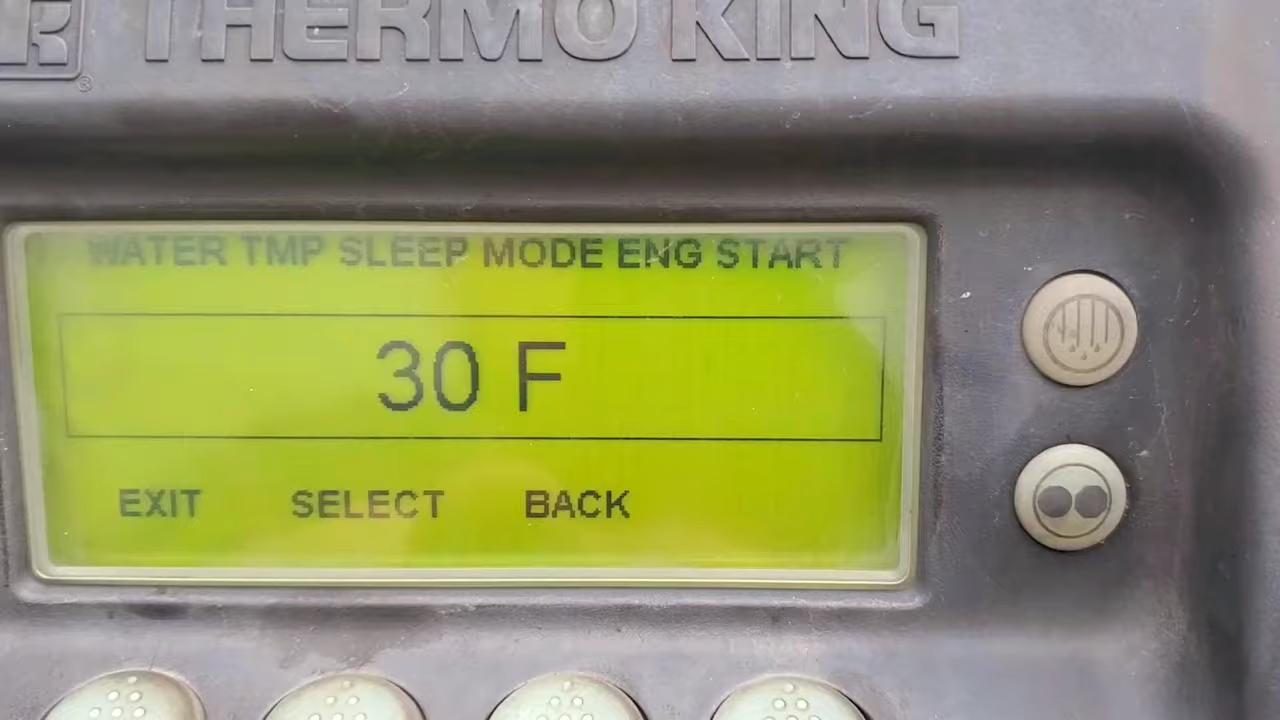 THERMO KING
®
WATER TMP SLEEP MODE ENG START
30 F
EXIT SELECT BACK